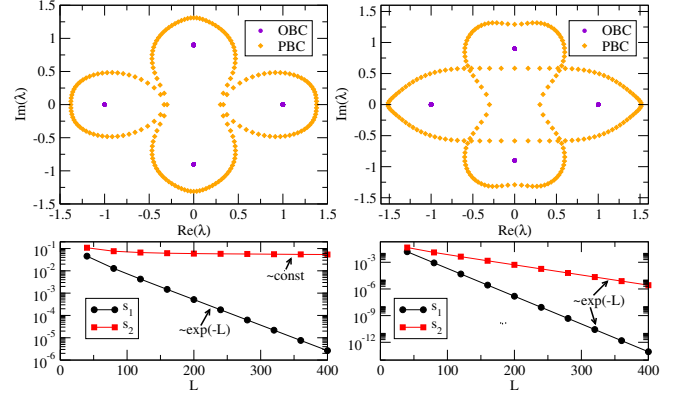 1.5
1
0.5
0
-0.5
-1
-1.5
Im(λ)
OBC
PBC
-1.5 -1 -0.5 0 0.5 1 1.5
Re(λ)
1.5
1
0.5
0
-0.5
-1
-1.5
Im(λ)
OBC
PBC
-1.5 -1 -0.5 0 0.5 1 1.5
Re(λ)
10^-1
10^-2
10^-3
10^-4
10^-5
10^-6
s_1
s_2
~const
~exp(-L)
0 100 200 300 400
L
10^-3
10^-6
10^-9
10^-12
s_1
s_2
~exp(-L)
0 100 200 300 400
L